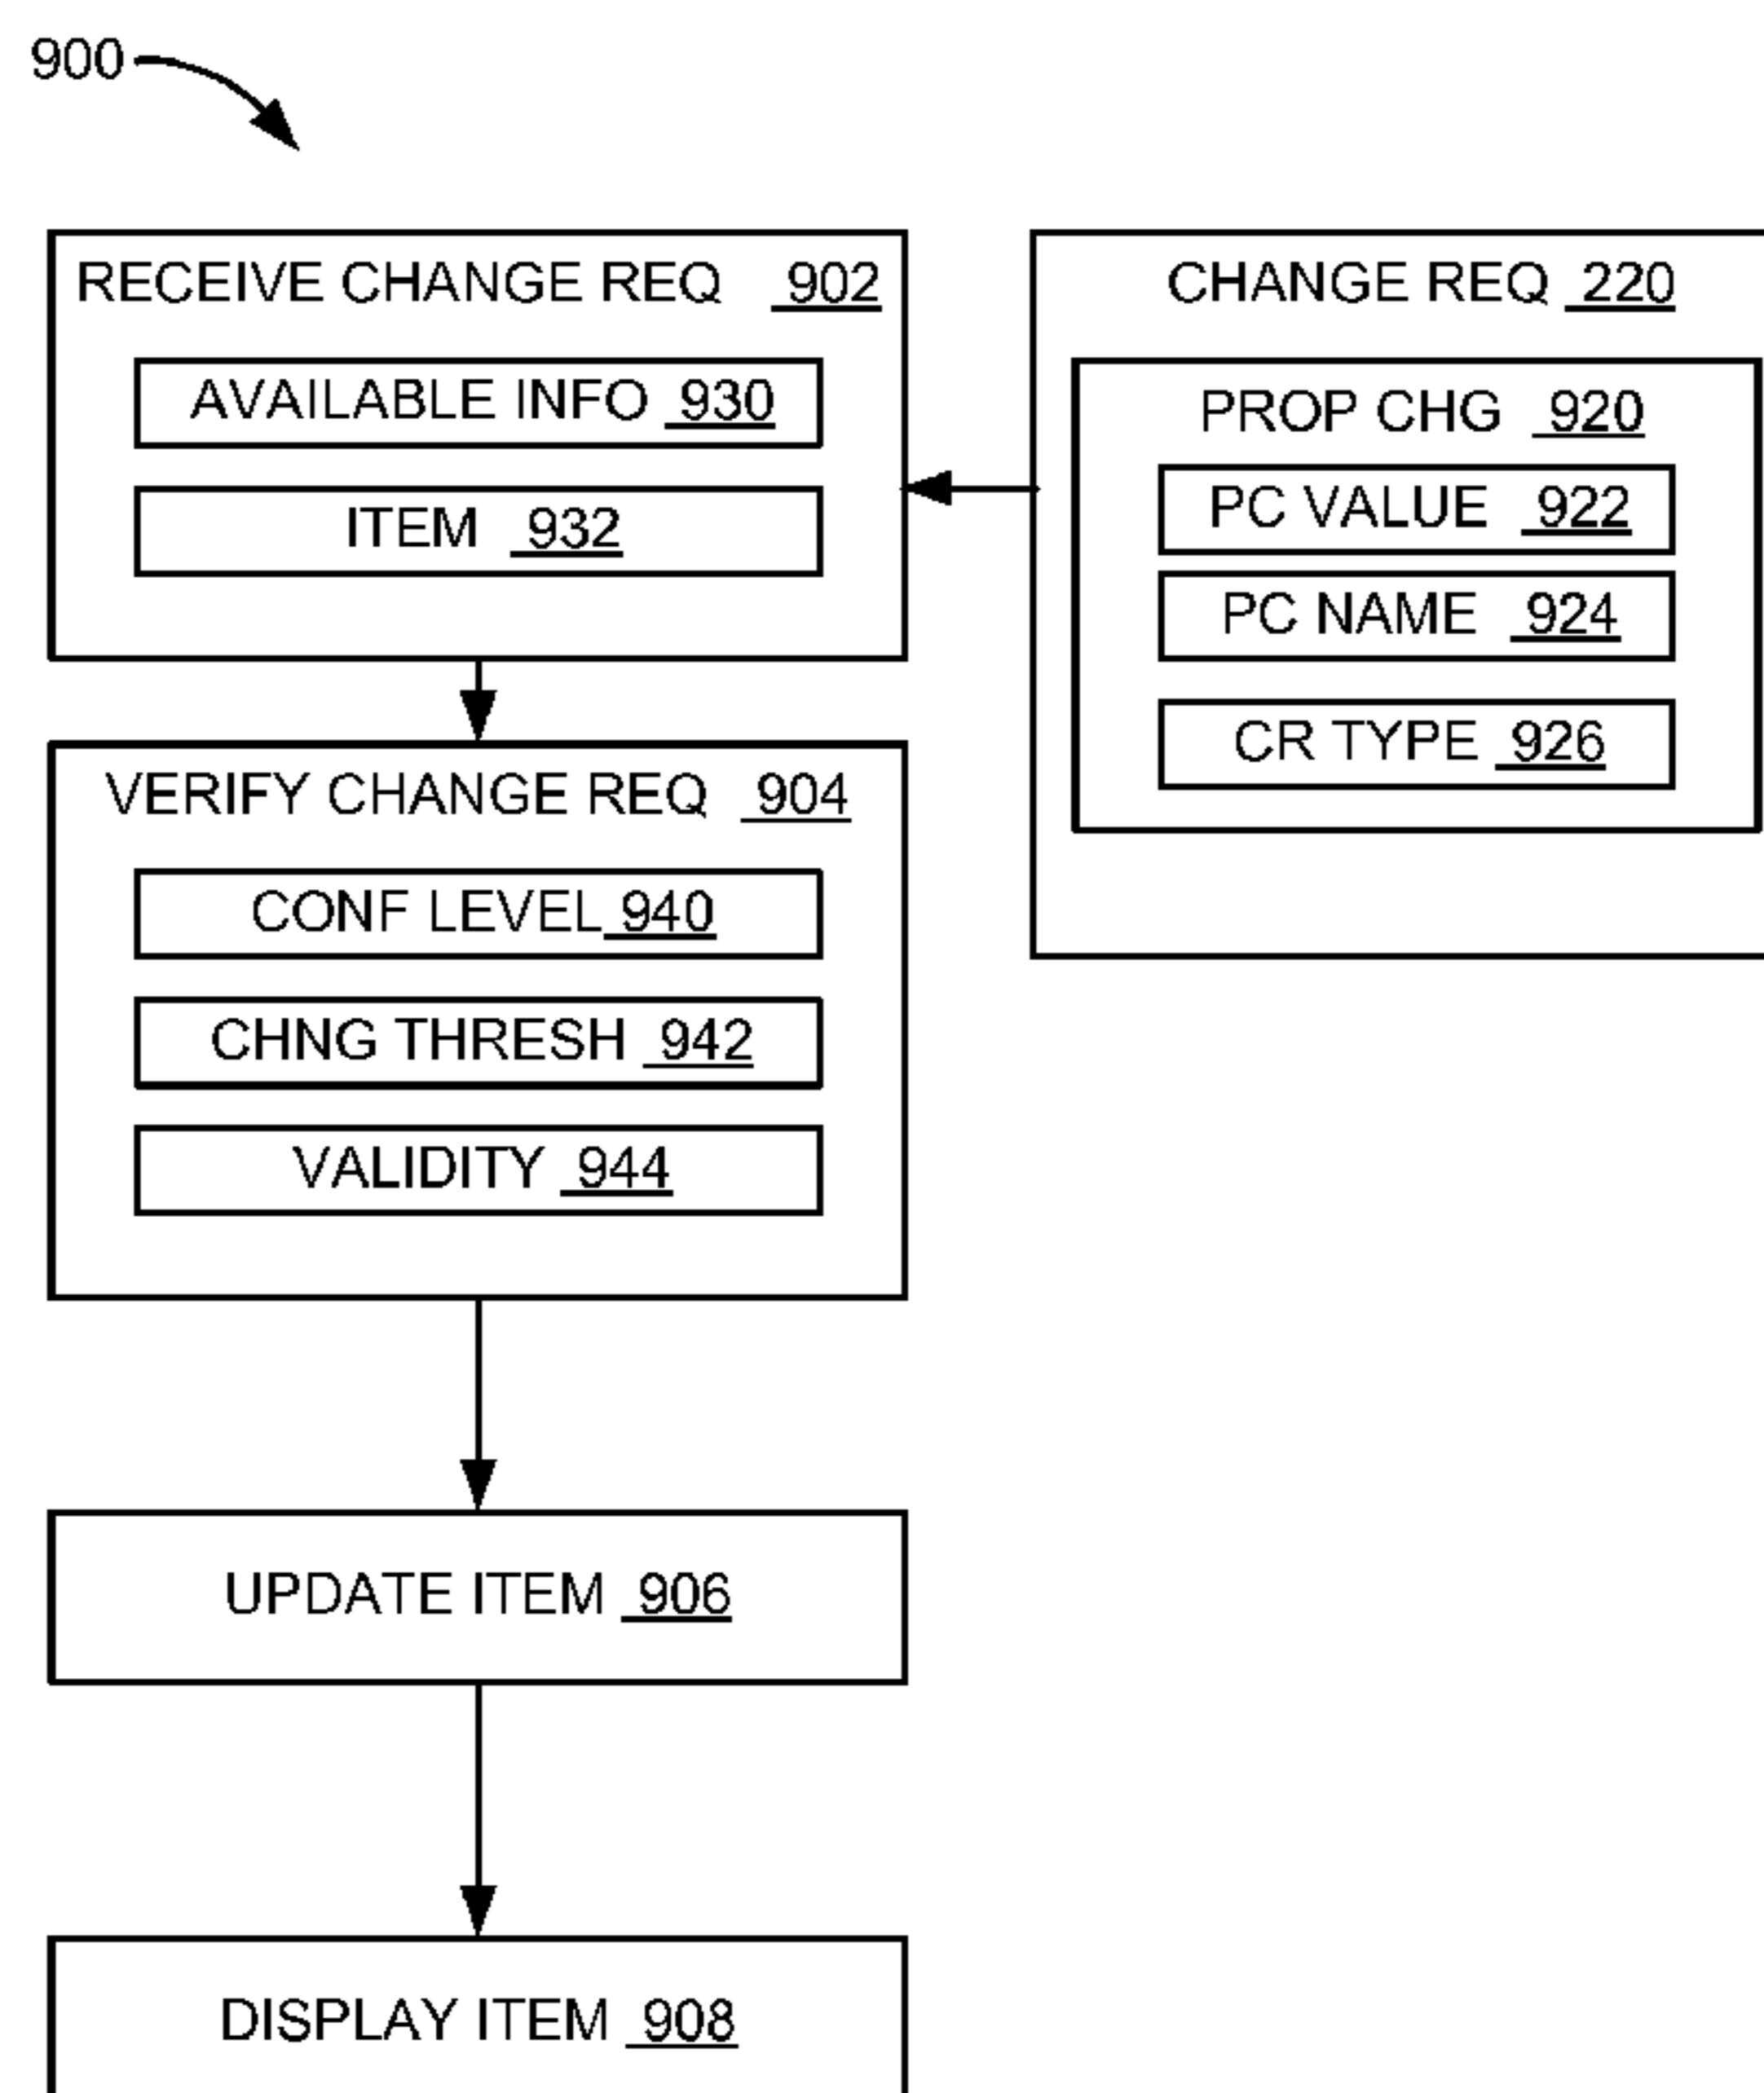 900
RECEIVE CHANGE REQ 902
AVAILABLE INFO 930
ITEM 932
CHANGE REQ 220
PROP CHG 920
PC VALUE 922
PC NAME 924
CR TYPE 926
VERIFY CHANGE REQ 904
CONF LEVEL 940
CHNG THRESH 942
VALIDITY 944
UPDATE ITEM 906
DISPLAY ITEM 908